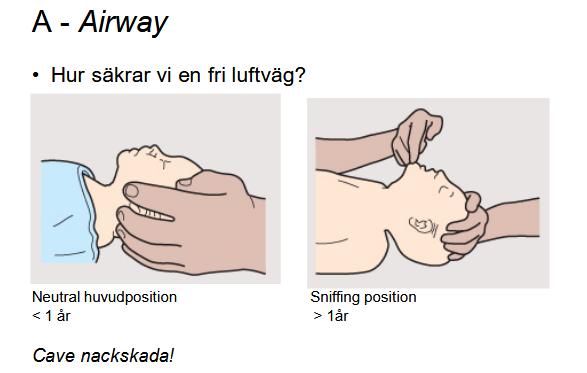 A - Airway
• Hur säkrar vi en fri luftväg?
Neutral huvudposition
< 1 år
Sniffing position
> 1år
Cave nackskada!